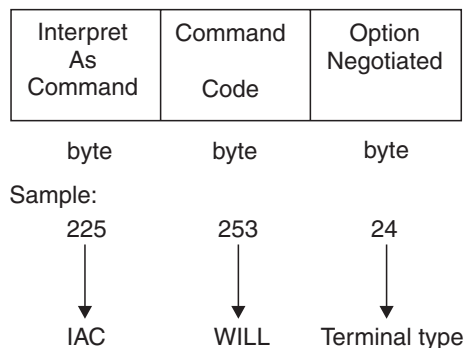 Interpret
As
Command
Command
Code
Option
Negotiated
byte byte byte
Sample:
225 253 24
IAC WILL Terminal type